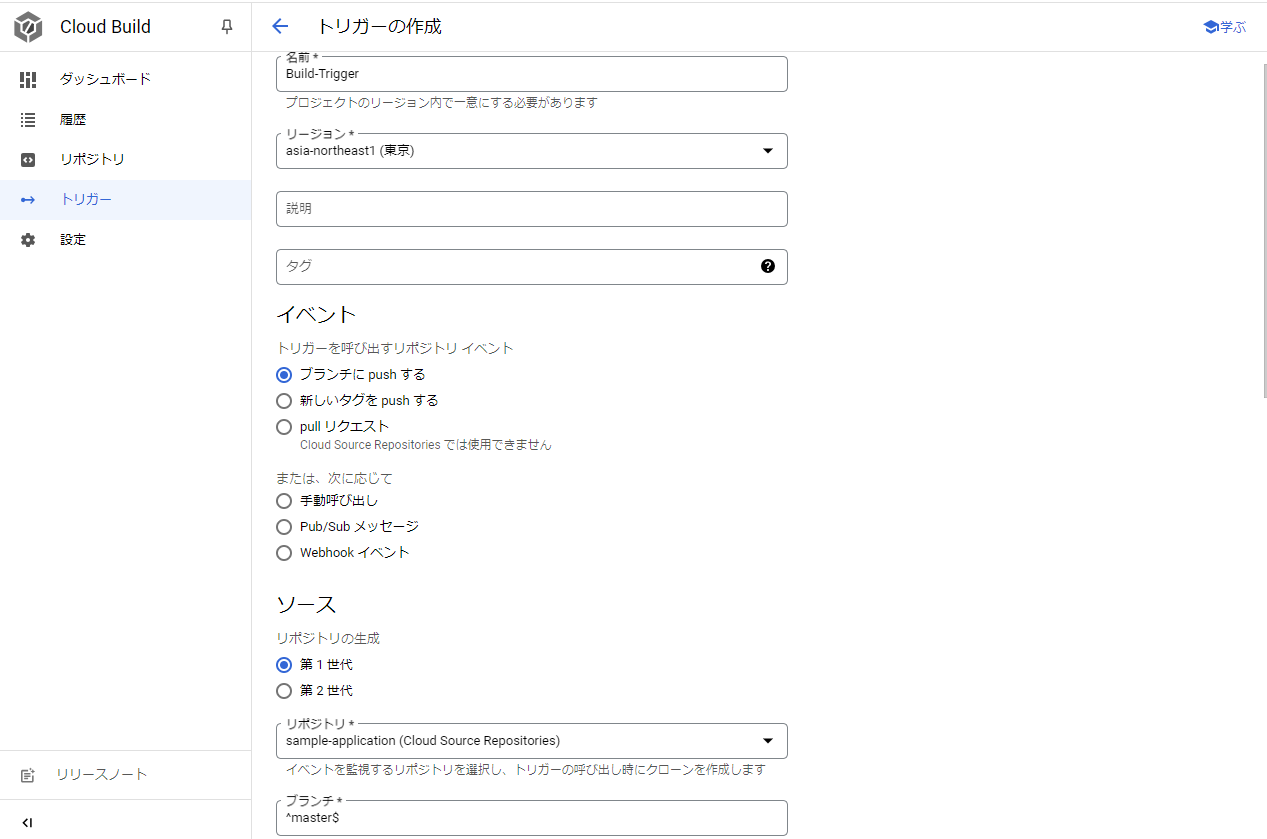 Cloud Build
トリガーの作成
学ぶ
ダッシュボード
履歴
リポジトリ
トリガー
設定
リリースノート
名前 *
Build-Trigger
プロジェクトのリージョン内で一意にする必要があります
リージョン *
asia-northeast1 (東京)
説明
タグ
イベント
トリガーを呼び出すリポジトリ イベント
ブランチに push する
新しいタグを push する
pull リクエスト
Cloud Source Repositories では使用できません
または、次に応じて
手動呼び出し
Pub/Sub メッセージ
Webhook イベント
ソース
リポジトリの生成
第 1 世代
第 2 世代
リポジトリ *
sample-application (Cloud Source Repositories)
イベントを監視するリポジトリを選択し、トリガーの呼び出し時にクローンを作成します
ブランチ *
^master$